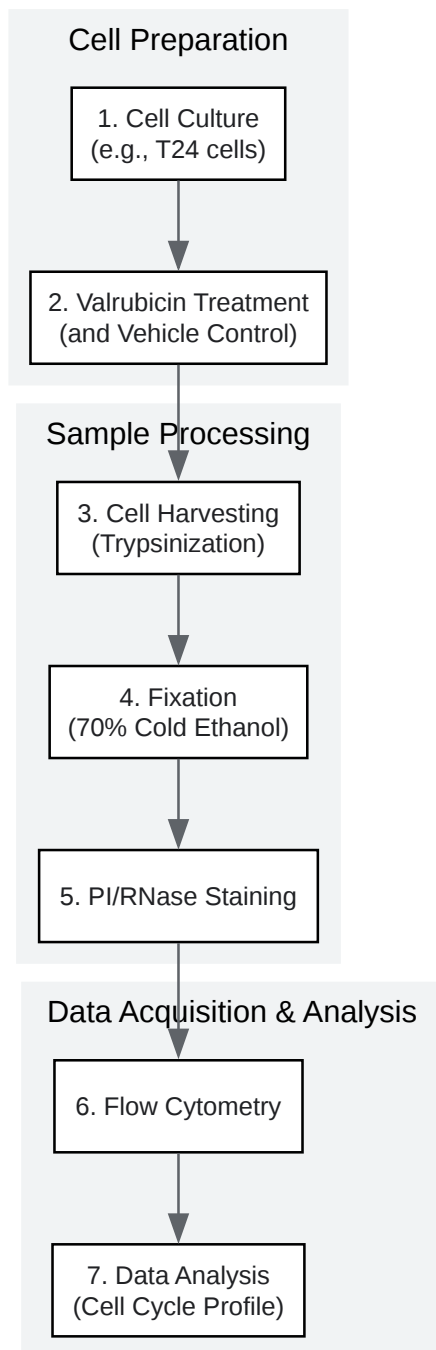 Cell Preparation
1. Cell Culture
(e.g., T24 cells)
2. Valrubicin Treatment
(and Vehicle Control)
Sample Processing
3. Cell Harvesting
(Trypsinization)
4. Fixation
(70% Cold Ethanol)
5. PI/RNase Staining
Data Acquisition & Analysis
6. Flow Cytometry
7. Data Analysis
(Cell Cycle Profile)